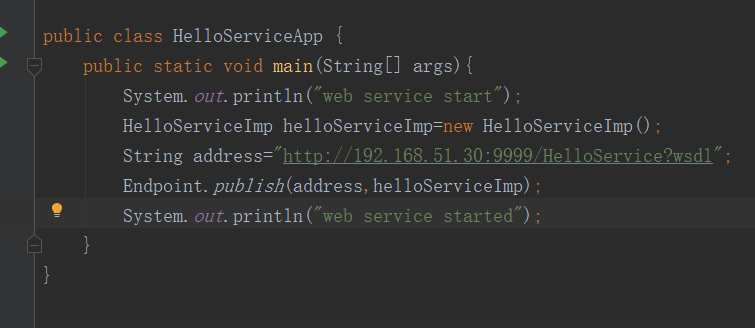 public class HelloServiceApp {
    public static void main(String[] args){
        System.out.println("web service start");
        HelloServiceImp helloServiceImp=new HelloServiceImp();
        String address="http://192.168.51.30:9999/HelloService?wsdl";
        Endpoint.publish(address,helloServiceImp);
        System.out.println("web service started");
    }
}